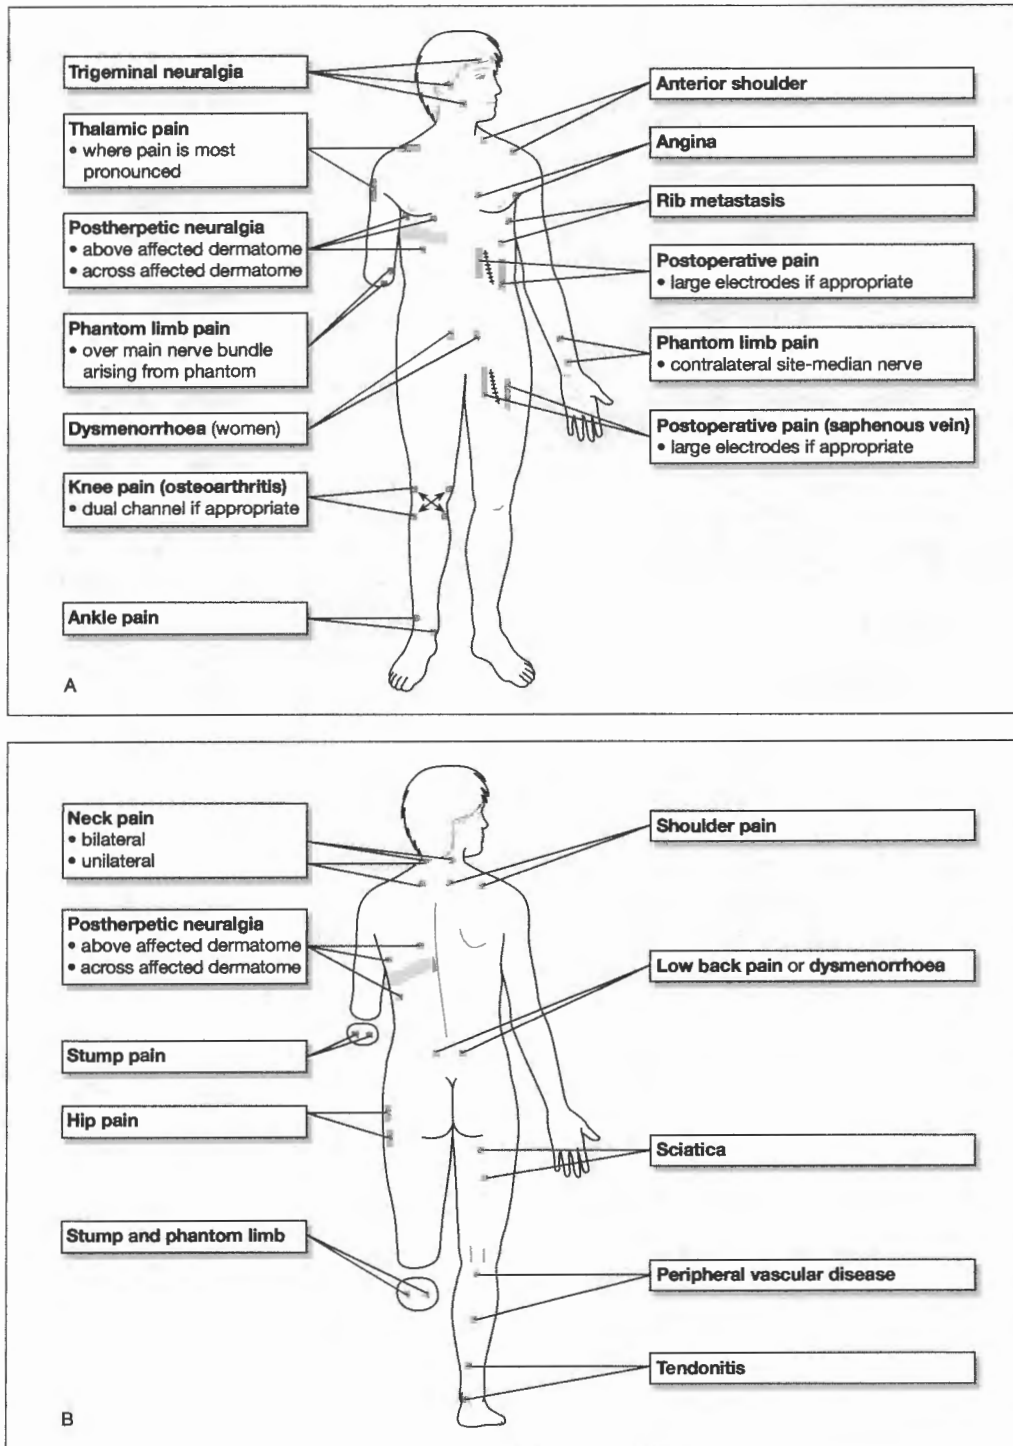 Trigeminal neuralgia
Thalamic pain
• where pain is most
pronounced
Postherpetic neuralgia
• above affected dermatome
• across affected dermatome
Phantom limb pain
• over main nerve bundle
arising from phantom
Dysmenorrhoea (women)
Knee pain (osteoarthritis)
• dual channel if appropriate
Ankle pain
Anterior shoulder
Angina
Rib metastasis
Postoperative pain
• large electrodes if appropriate
Phantom limb pain
• contralateral site-median nerve
Postoperative pain (saphenous vein)
• large electrodes if appropriate
A
Neck pain
• bilateral
• unilateral
Postherpetic neuralgia
• above affected dermatome
• across affected dermatome
Stump pain
Hip pain
Stump and phantom limb
Shoulder pain
Low back pain or dysmenorrhoea
Sciatica
Peripheral vascular disease
Tendonitis
B